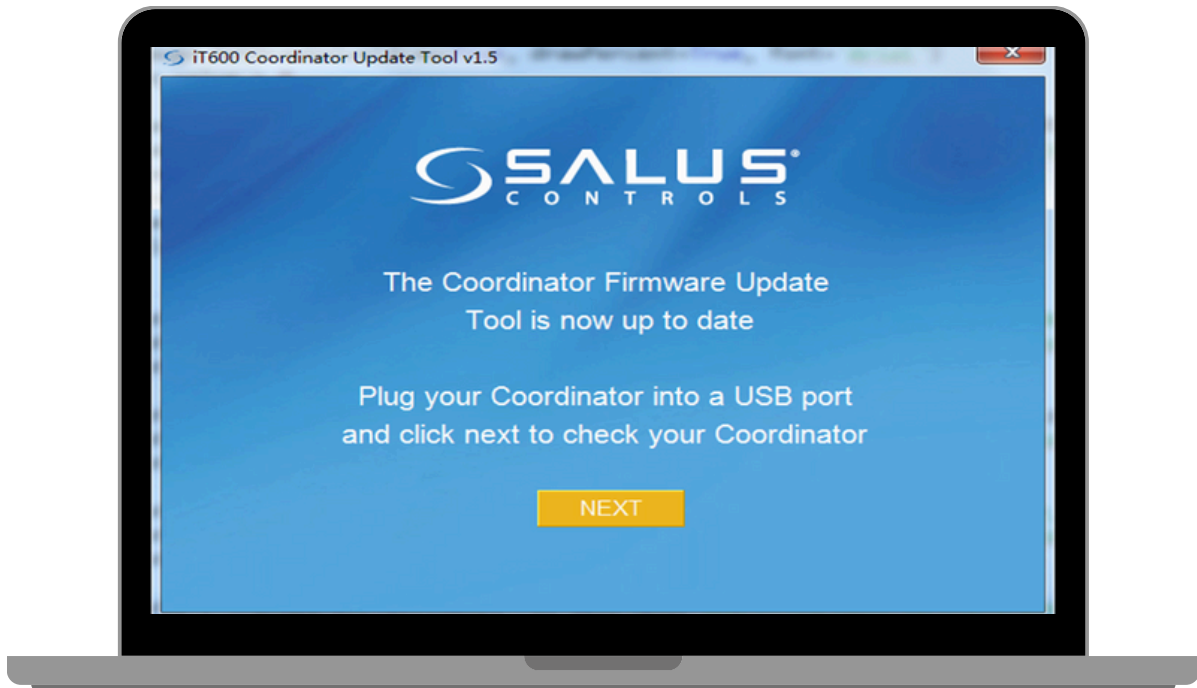 iT600 Coordinator Update Tool v1.5
SALUS®
CONTROLS
The Coordinator Firmware Update
Tool is now up to date
Plug your Coordinator into a USB port
and click next to check your Coordinator
NEXT